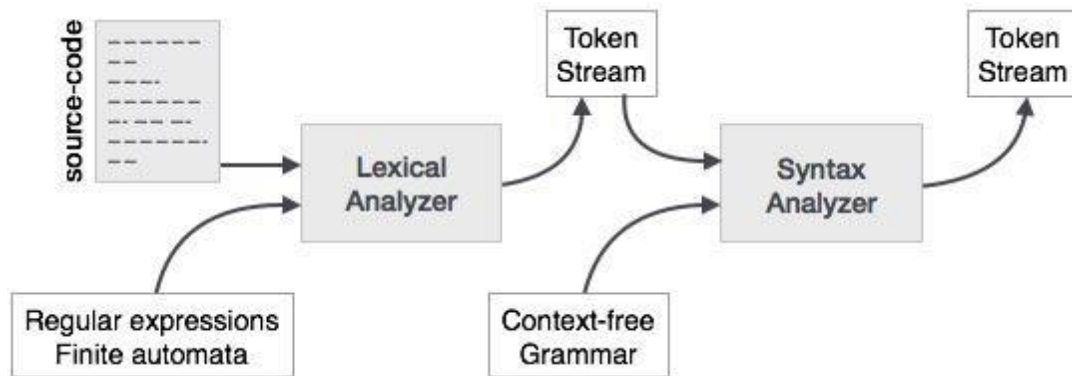 source-code
Token
Stream
Token
Stream
Lexical
Analyzer
Syntax
Analyzer
Regular expressions
Finite automata
Context-free
Grammar